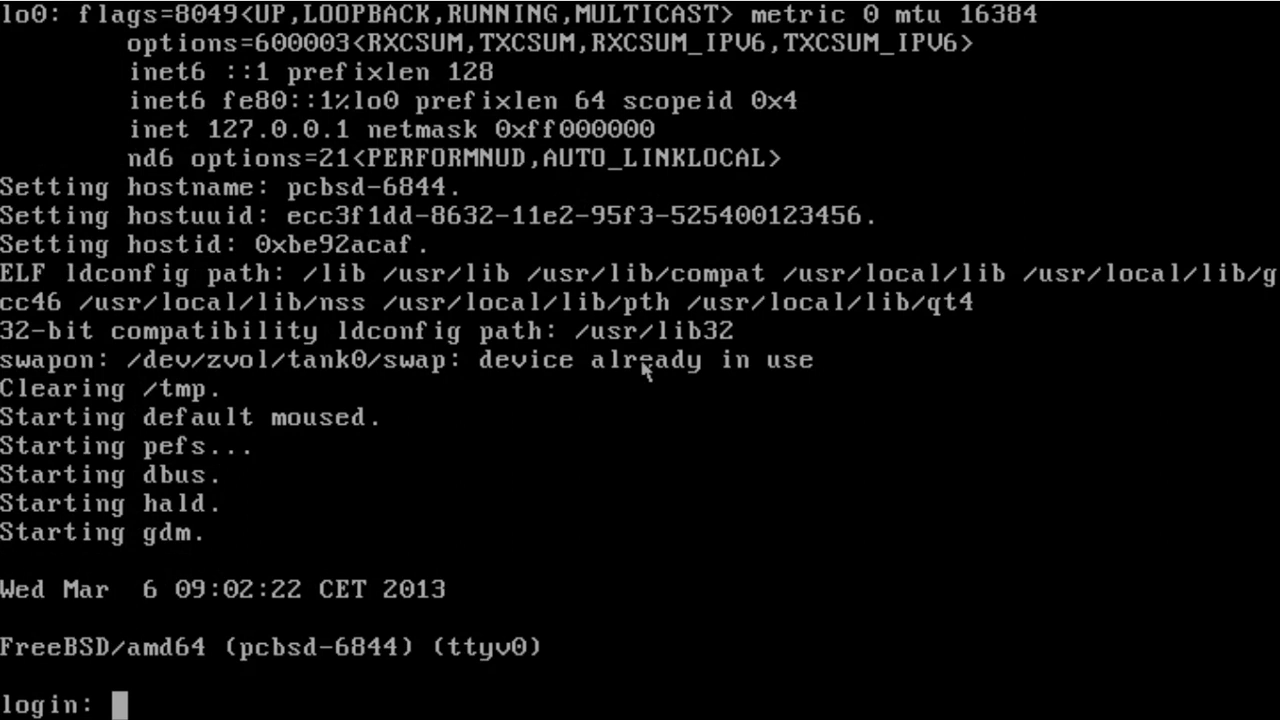 lo0: flags=8049<UP,LOOPBACK,RUNNING,MULTICAST> metric 0 mtu 16384
options=600003<RXCSUM,TXCSUM,RXCSUM_IPV6,TXCSUM_IPV6>
inet6 ::1 prefixlen 128
inet6 fe80::1%lo0 prefixlen 64 scopeid 0x4
inet 127.0.0.1 netmask 0xff000000
nd6 options=21<PERFORMNUD,AUTO_LINKLOCAL>
Setting hostname: pcbsd-6844.
Setting hostuuid: ecc3f1dd-8632-11e2-95f3-525400123456.
Setting hostid: 0xbe92acaf.
ELF ldconfig path: /lib /usr/lib /usr/lib/compat /usr/local/lib /usr/local/lib/g
cc46 /usr/local/lib/nss /usr/local/lib/pth /usr/local/lib/qt4
32-bit compatibility ldconfig path: /usr/lib32
swapon: /dev/zvol/tank0/swap: device already in use
Clearing /tmp.
Starting default moused.
Starting pefs...
Starting dbus.
Starting hald.
Starting gdm.
Wed Mar  6 09:02:22 CET 2013
FreeBSD/amd64 (pcbsd-6844) (ttyv0)
login: